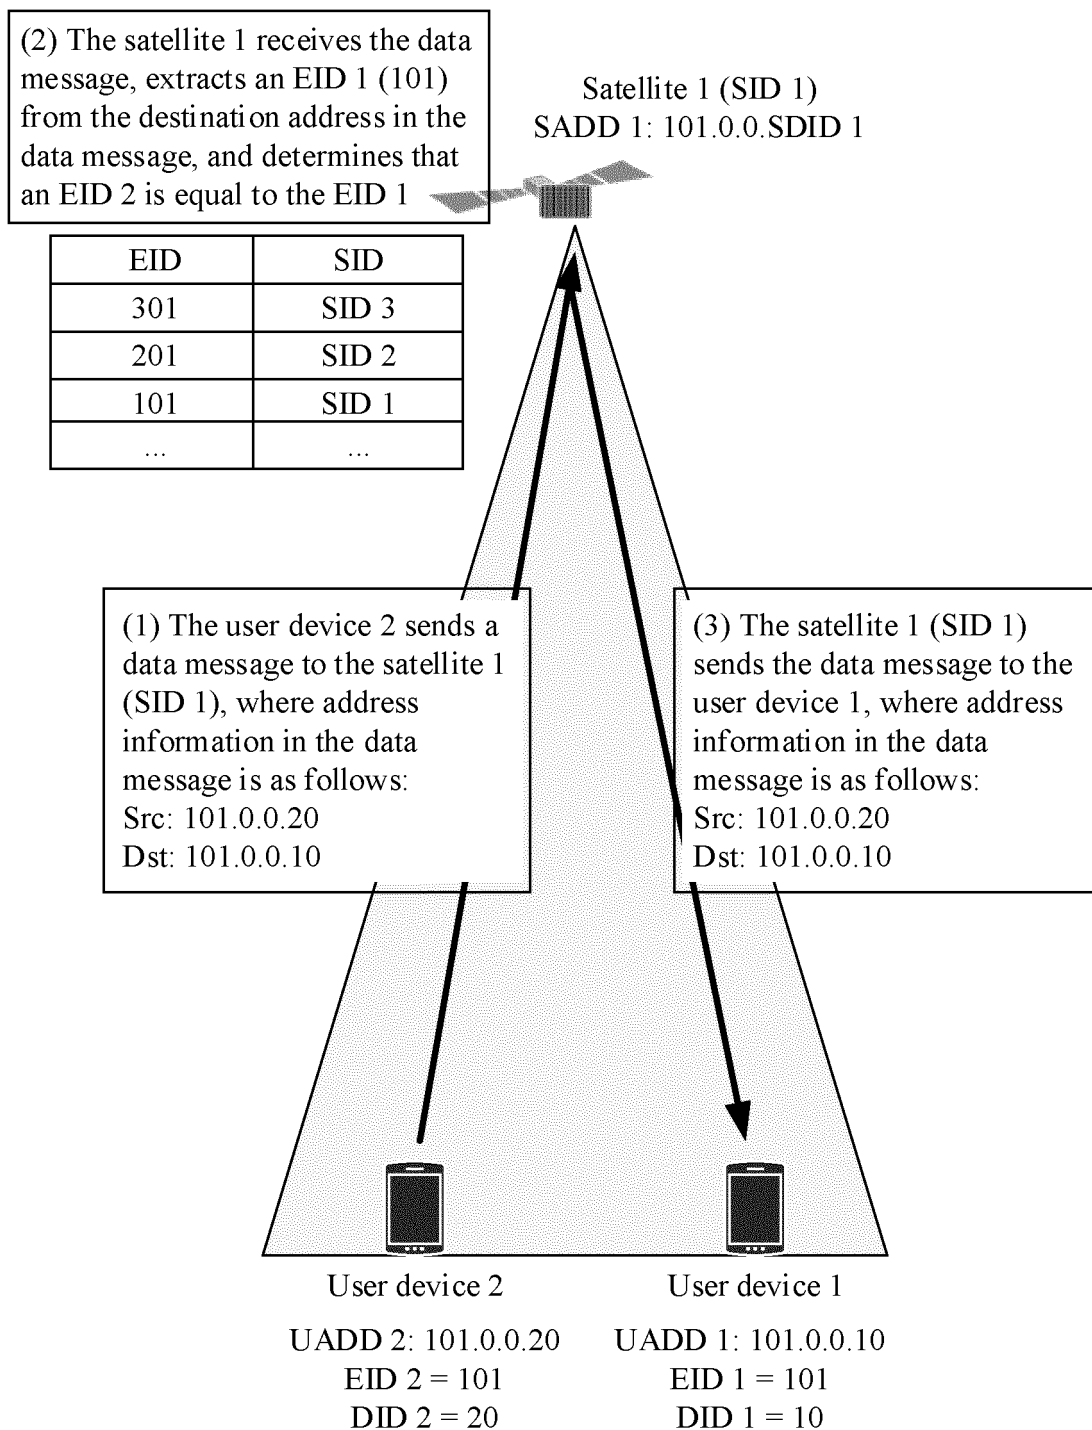 (2) The satellite 1 receives the data
message, extracts an EID 1 (101)
from the destination address in the
data message, and determines that
an EID 2 is equal to the EID 1
Satellite 1 (SID 1)
SADD 1: 101.0.0.SDID 1
EID SID
301 SID 3
201 SID 2
101 SID 1
... ...
(1) The user device 2 sends a
data message to the satellite 1
(SID 1), where address
information in the data
message is as follows:
Src: 101.0.0.20
Dst: 101.0.0.10
(3) The satellite 1 (SID 1)
sends the data message to the
user device 1, where address
information in the data
message is as follows:
Src: 101.0.0.20
Dst: 101.0.0.10
User device 2
UADD 2: 101.0.0.20
EID 2 = 101
DID 2 = 20
User device 1
UADD 1: 101.0.0.10
EID 1 = 101
DID 1 = 10